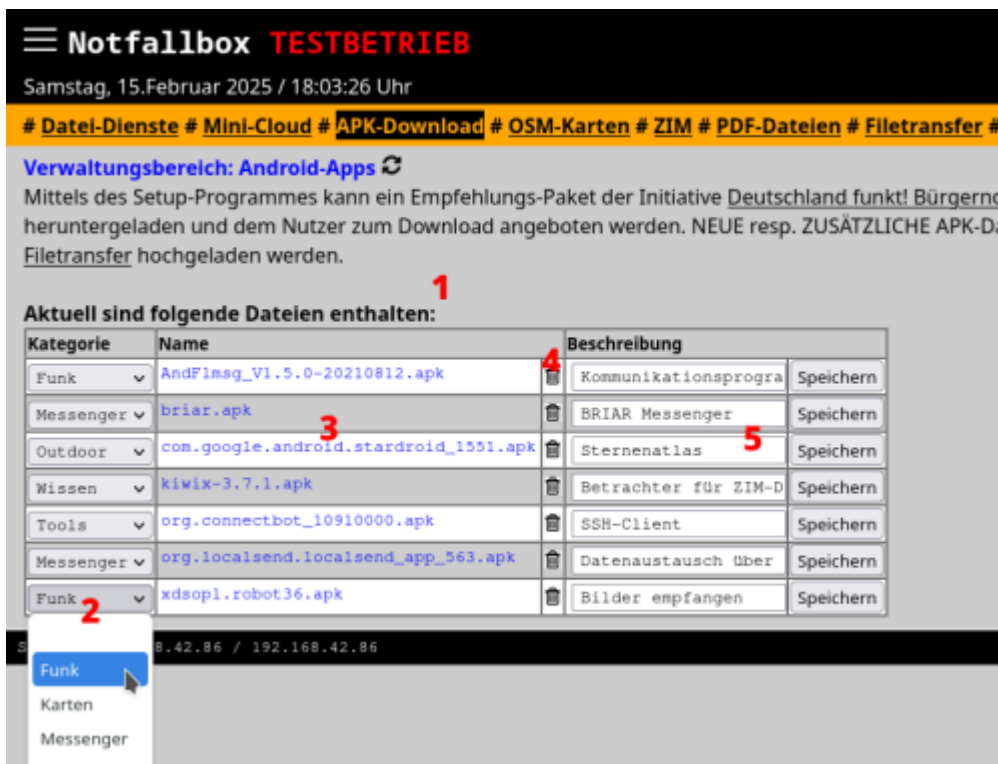 Notfallbox TESTBETRIEB
Samstag, 15.Februar 2025 / 18:03:26 Uhr
# Datei-Dienste # Mini-Cloud # APK-Download # OSM-Karten # ZIM # PDF-Dateien # Filetransfer #
Verwaltungsbereich: Android-Apps
Mittels des Setup-Programmes kann ein Empfehlungs-Paket der Initiative Deutschland funkt!
heruntergeladen und dem Nutzer zum Download angeboten werden. NEUE resp. ZUSÄTZLICHE
Filetransfer hochgeladen werden.
1
Aktuell sind folgende Dateien enthalten:
Kategorie Name Beschreibung
4
Funk AndFlmsg_V1.5.0-20210812.apk Kommunikationsprogra Speichern
Messenger briar.apk BRIAR Messenger Speichern
3 5
Outdoor com.google.android.stardroid_1551.apk Sternenatlas Speichern
Wissen kiwix-3.7.1.apk Betrachter für ZIM-D Speichern
Tools org.connectbot_10910000.apk SSH-Client Speichern
Messenger org.localsend.localsend_app_563.apk Datenaustausch über Speichern
Funk xdsopl.robot36.apk Bilder empfangen Speichern
2
8.42.86 / 192.168.42.86
Funk
Karten
Messenger